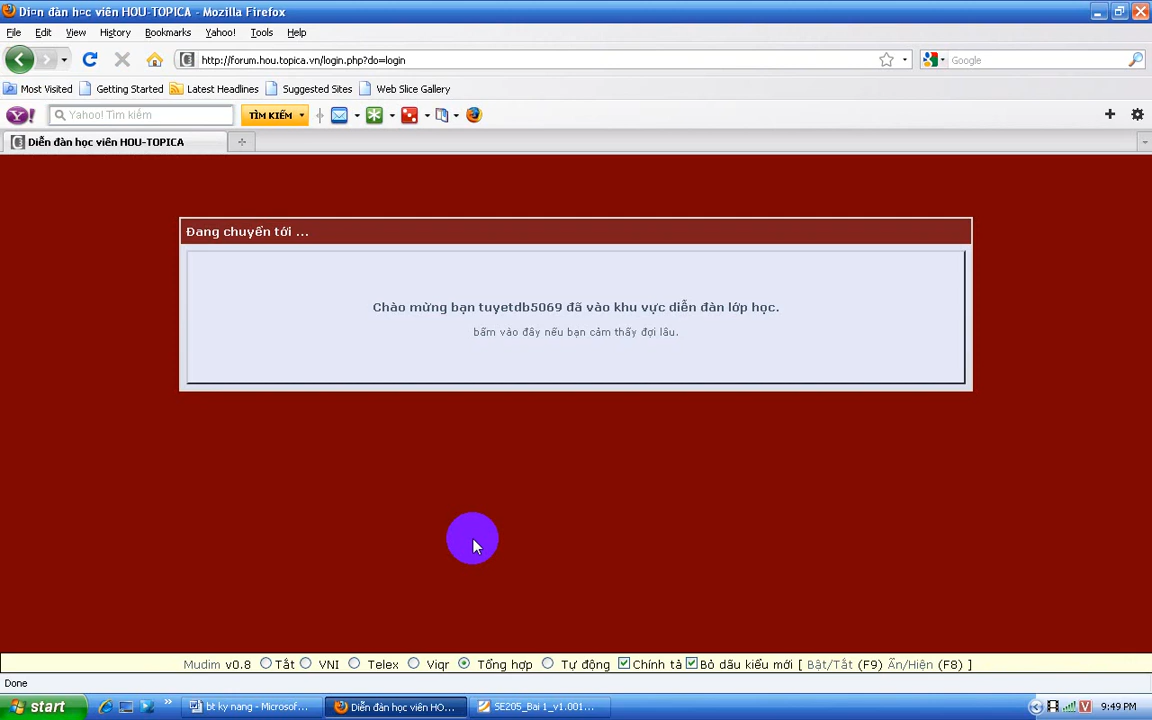 Di¤n đàn h¤c viên HOU-TOPICA - Mozilla Firefox
File Edit View History Bookmarks Yahoo! Tools Help
http://forum.hou.topica.vn/login.php?do=login
Google
Most Visited Getting Started Latest Headlines Suggested Sites Web Slice Gallery
Y! Yahoo! Tìm kiếm TÌM KIẾM
Diễn đàn học viên HOU-TOPICA
Đang chuyển tới ...
Chào mừng bạn tuyetdb5069 đã vào khu vực diễn đàn lớp học.
bấm vào đây nếu bạn cảm thấy đợi lâu.
Mudim v0.8 Tắt VNI Telex Viqr Tổng hợp Tự động Chính tả Bỏ dấu kiểu mới [ Bật/Tắt (F9) Ẩn/Hiện (F8) ]
Done
start bt ky nang - Microsof... Diễn đàn học viên HO... SE205_Bai 1_v1.001... V 9:49 PM